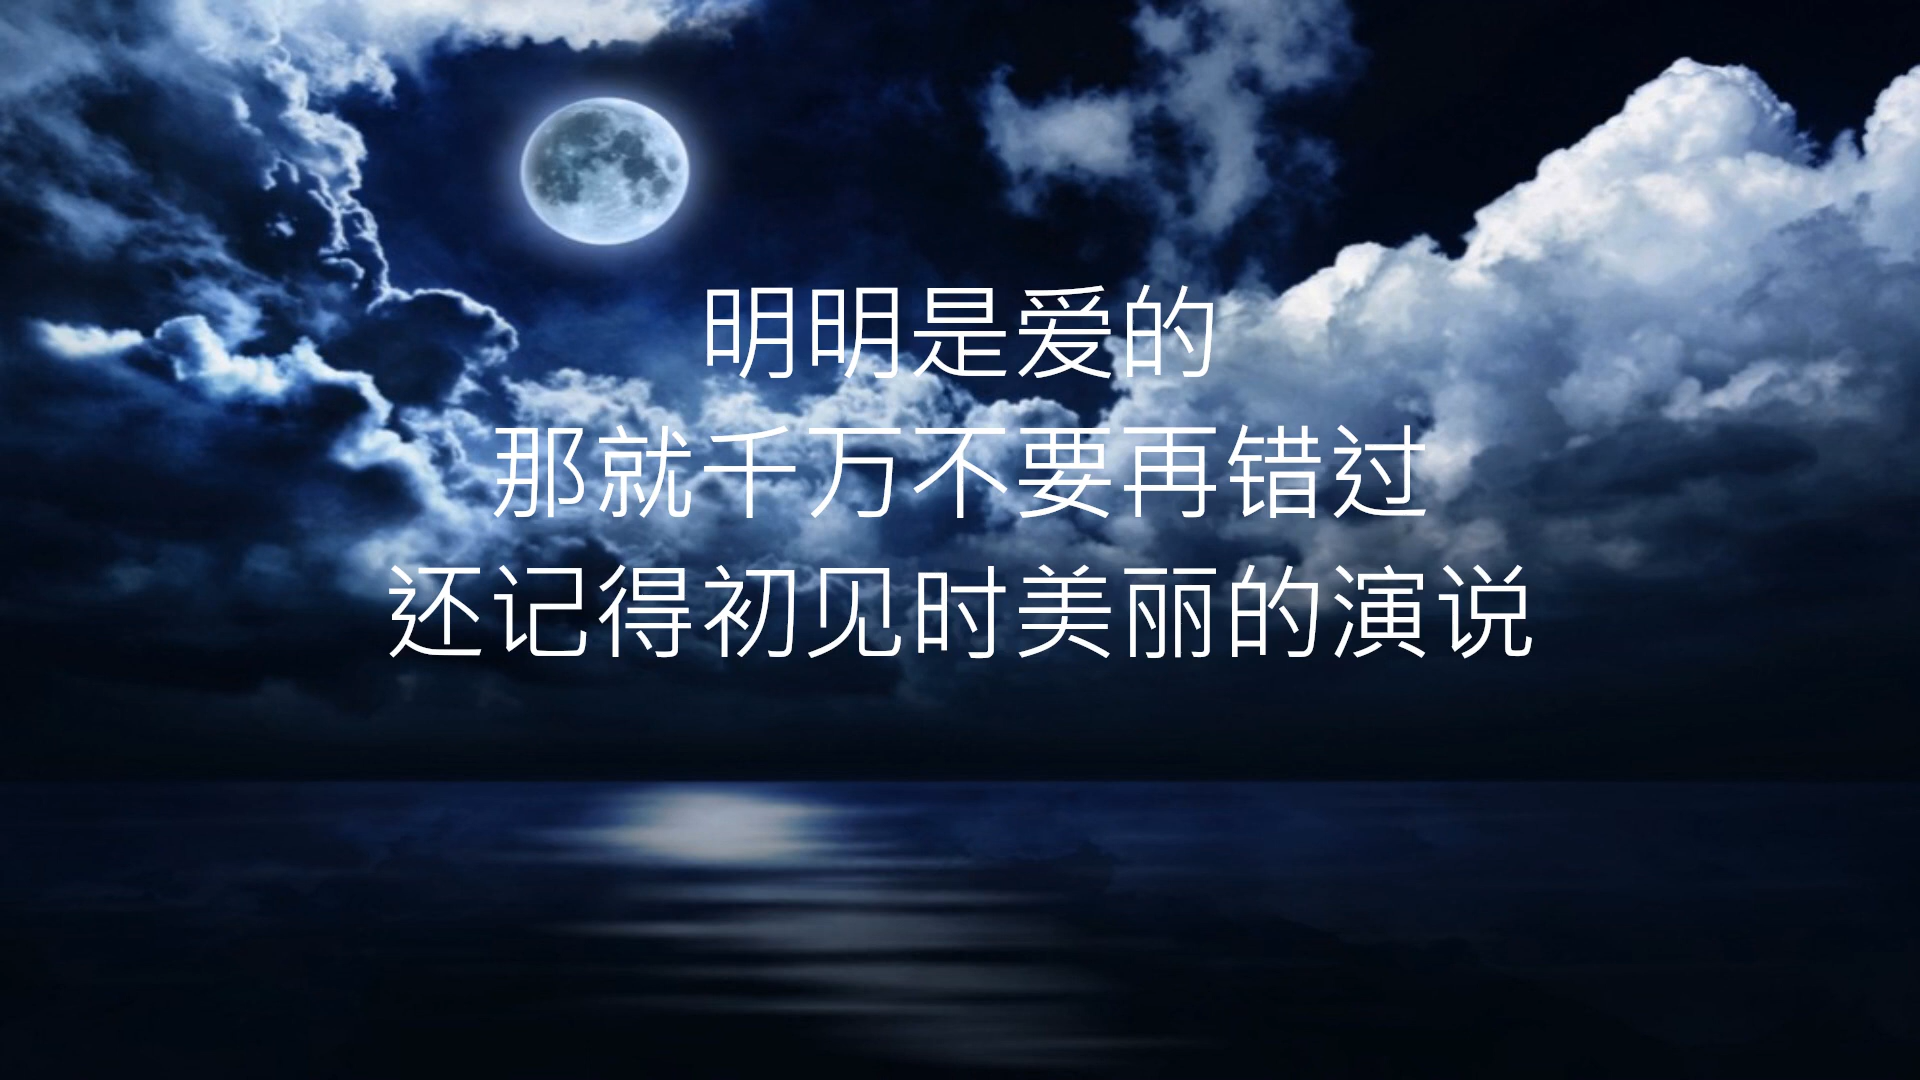 明明是爱的
那就千万不要再错过
还记得初见时美丽的演说